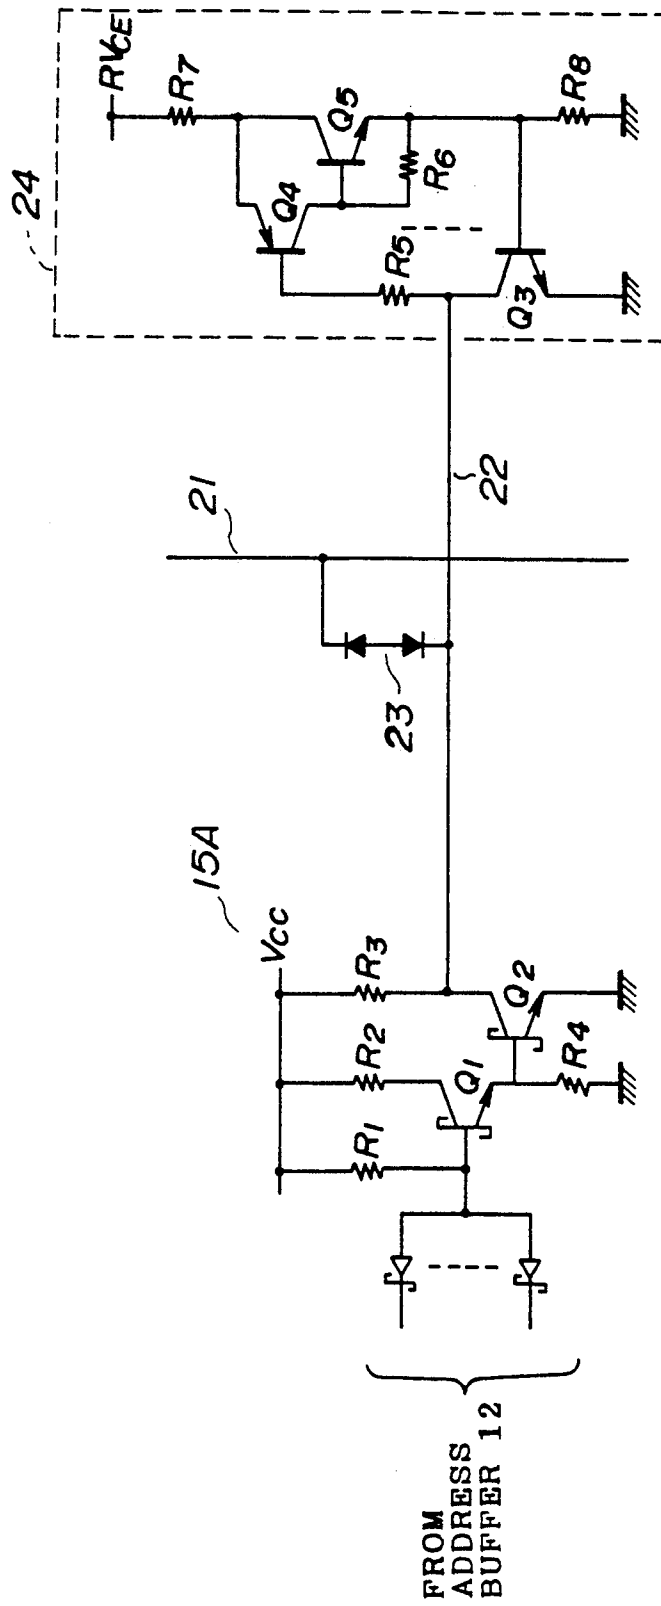 FROM
ADDRESS
BUFFER 12
15A
VCC
R1
R2
R3
Q1
Q2
R4
21
22
23
24
RVCE
R7
Q4
Q5
R6
R5
Q3
R8